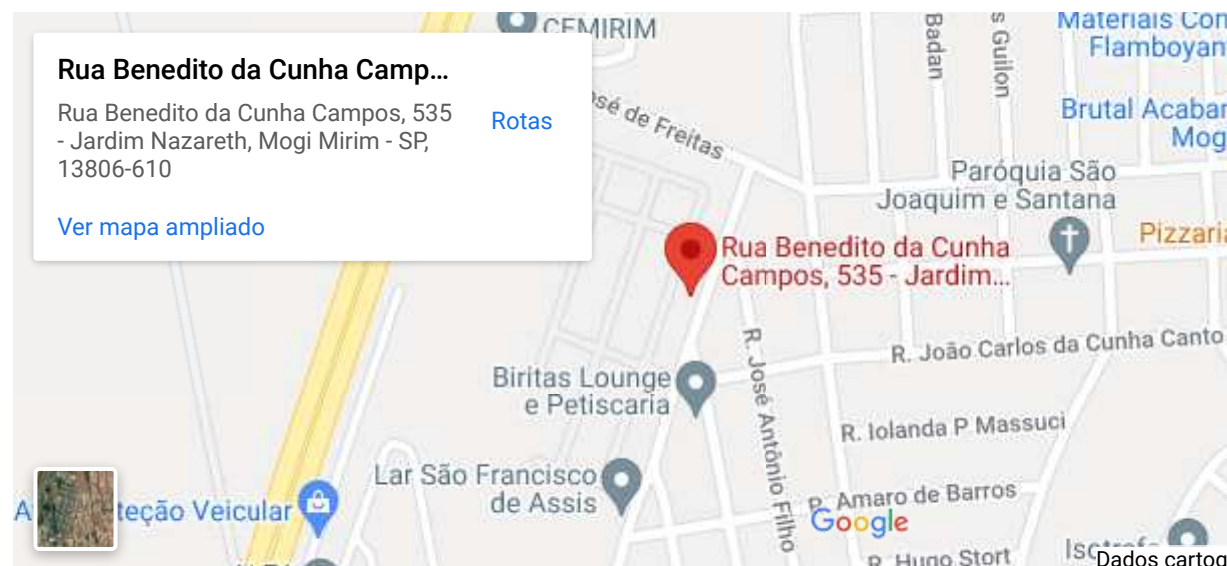 CEMIRIM
Rua Benedito da Cunha Camp...
Rua Benedito da Cunha Campos, 535
- Jardim Nazareth, Mogi Mirim - SP,
13806-610
Rotas
Ver mapa ampliado
de Freitas
Badan
Guilon
Materiais Con
Flamboyan
Brutal Acabar
Mog
Paróquia São
Joaquim e Santana
Pizzaria
Rua Benedito da Cunha
Campos, 535 - Jardim...
R. João Carlos da Cunha Canto
R. José Antônio Filho
Biritas Lounge
e Petiscaria
R. Iolanda P Massuci
Lar São Francisco
de Assis
teção Veicular
R. Amaro de Barros
Google
R. Hugo Stort
Dados cartog